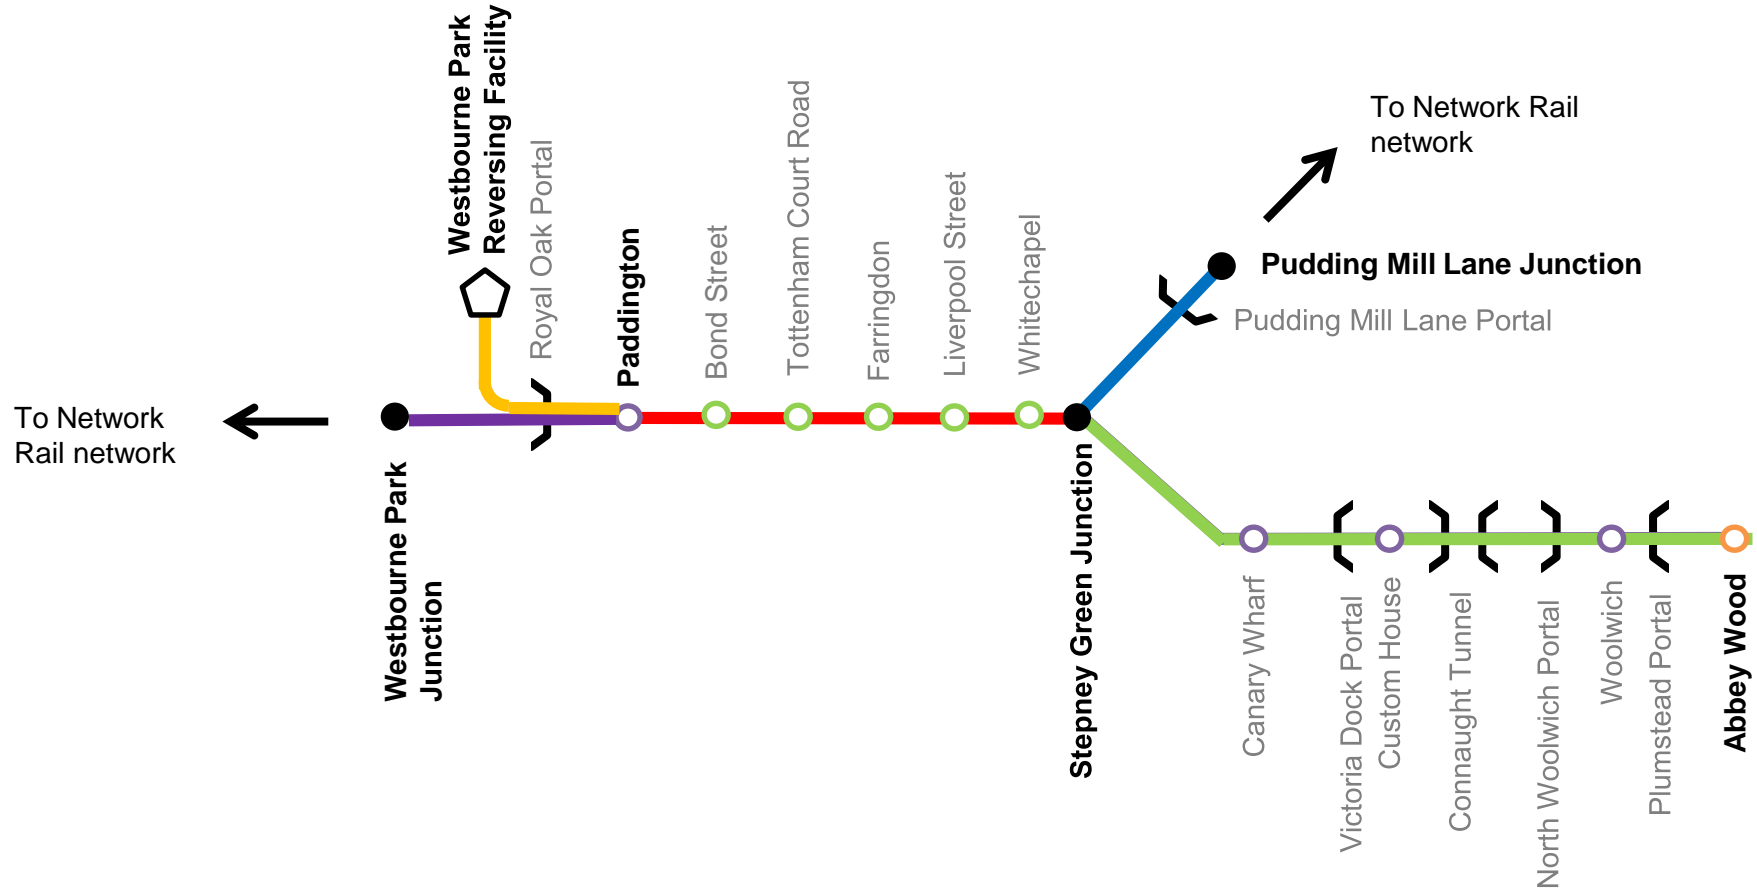 Westbourne Park
Reversing Facility
Royal Oak Portal
Paddington
Bond Street
Tottenham Court Road
Farringdon
Liverpool Street
Whitechapel
To Network Rail
network
Pudding Mill Lane Junction
Pudding Mill Lane Portal
To Network
Rail network
Westbourne Park
Junction
Stepney Green Junction
Canary Wharf
Victoria Dock Portal
Custom House
Connaught Tunnel
North Woolwich Portal
Woolwich
Plumstead Portal
Abbey Wood